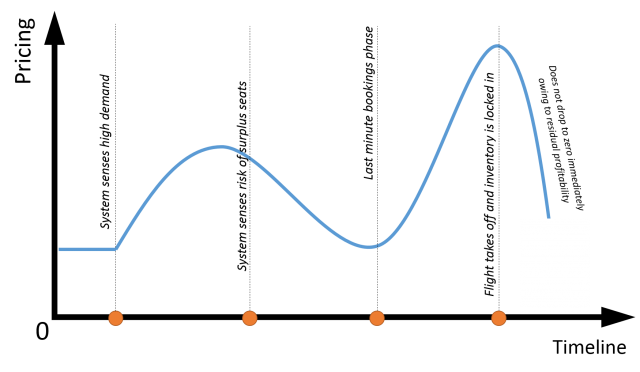 Pricing
System senses high demand
System senses risk of surplus seats
Last minute bookings phase
Flight takes off and inventory is locked in
Does not drop to zero immediately
owing to residual profitability
0
Timeline